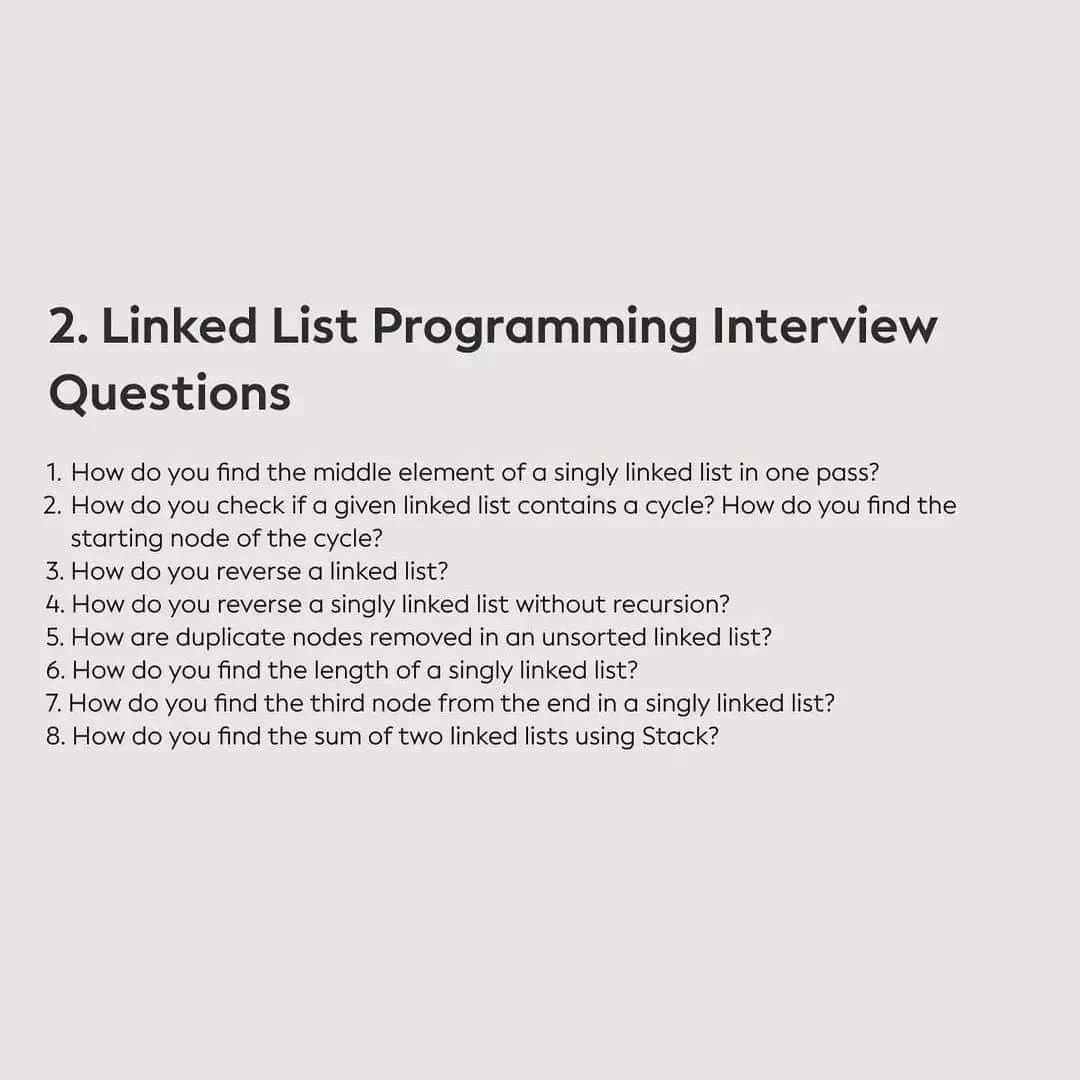 2. Linked List Programming Interview
Questions
1. How do you find the middle element of a singly linked list in one pass?
2. How do you check if a given linked list contains a cycle? How do you find the
starting node of the cycle?
3. How do you reverse a linked list?
4. How do you reverse a singly linked list without recursion?
5. How are duplicate nodes removed in an unsorted linked list?
6. How do you find the length of a singly linked list?
7. How do you find the third node from the end in a singly linked list?
8. How do you find the sum of two linked lists using Stack?